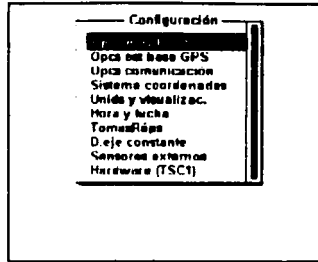 Configuración
Opcs est base GPS
Opcs comunicación
Sistema coordenadas
Unids y visualizac.
Hora y fecha
TomasRáps
D.eje constante
Sensores externos
Hardware (TSC1)